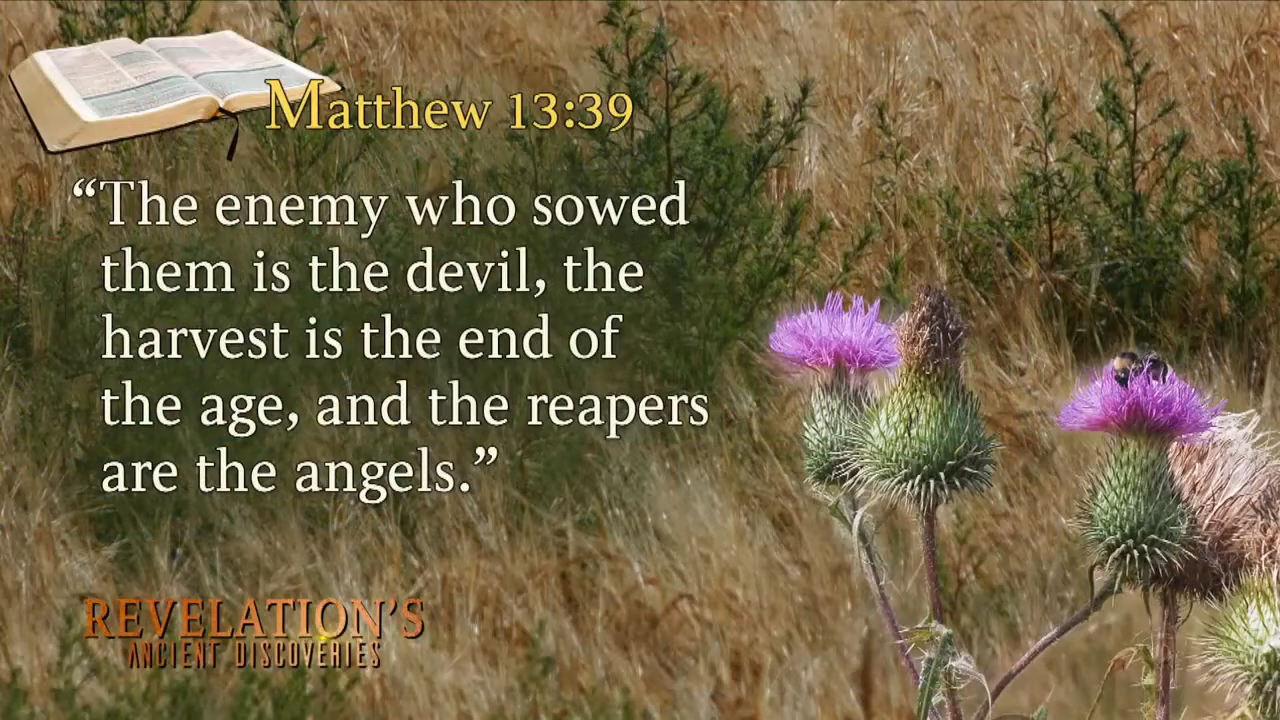 Matthew 13:39
“The enemy who sowed
them is the devil, the
harvest is the end of
the age, and the reapers
are the angels.”
REVELATION’S
ANCIENT DISCOVERIES